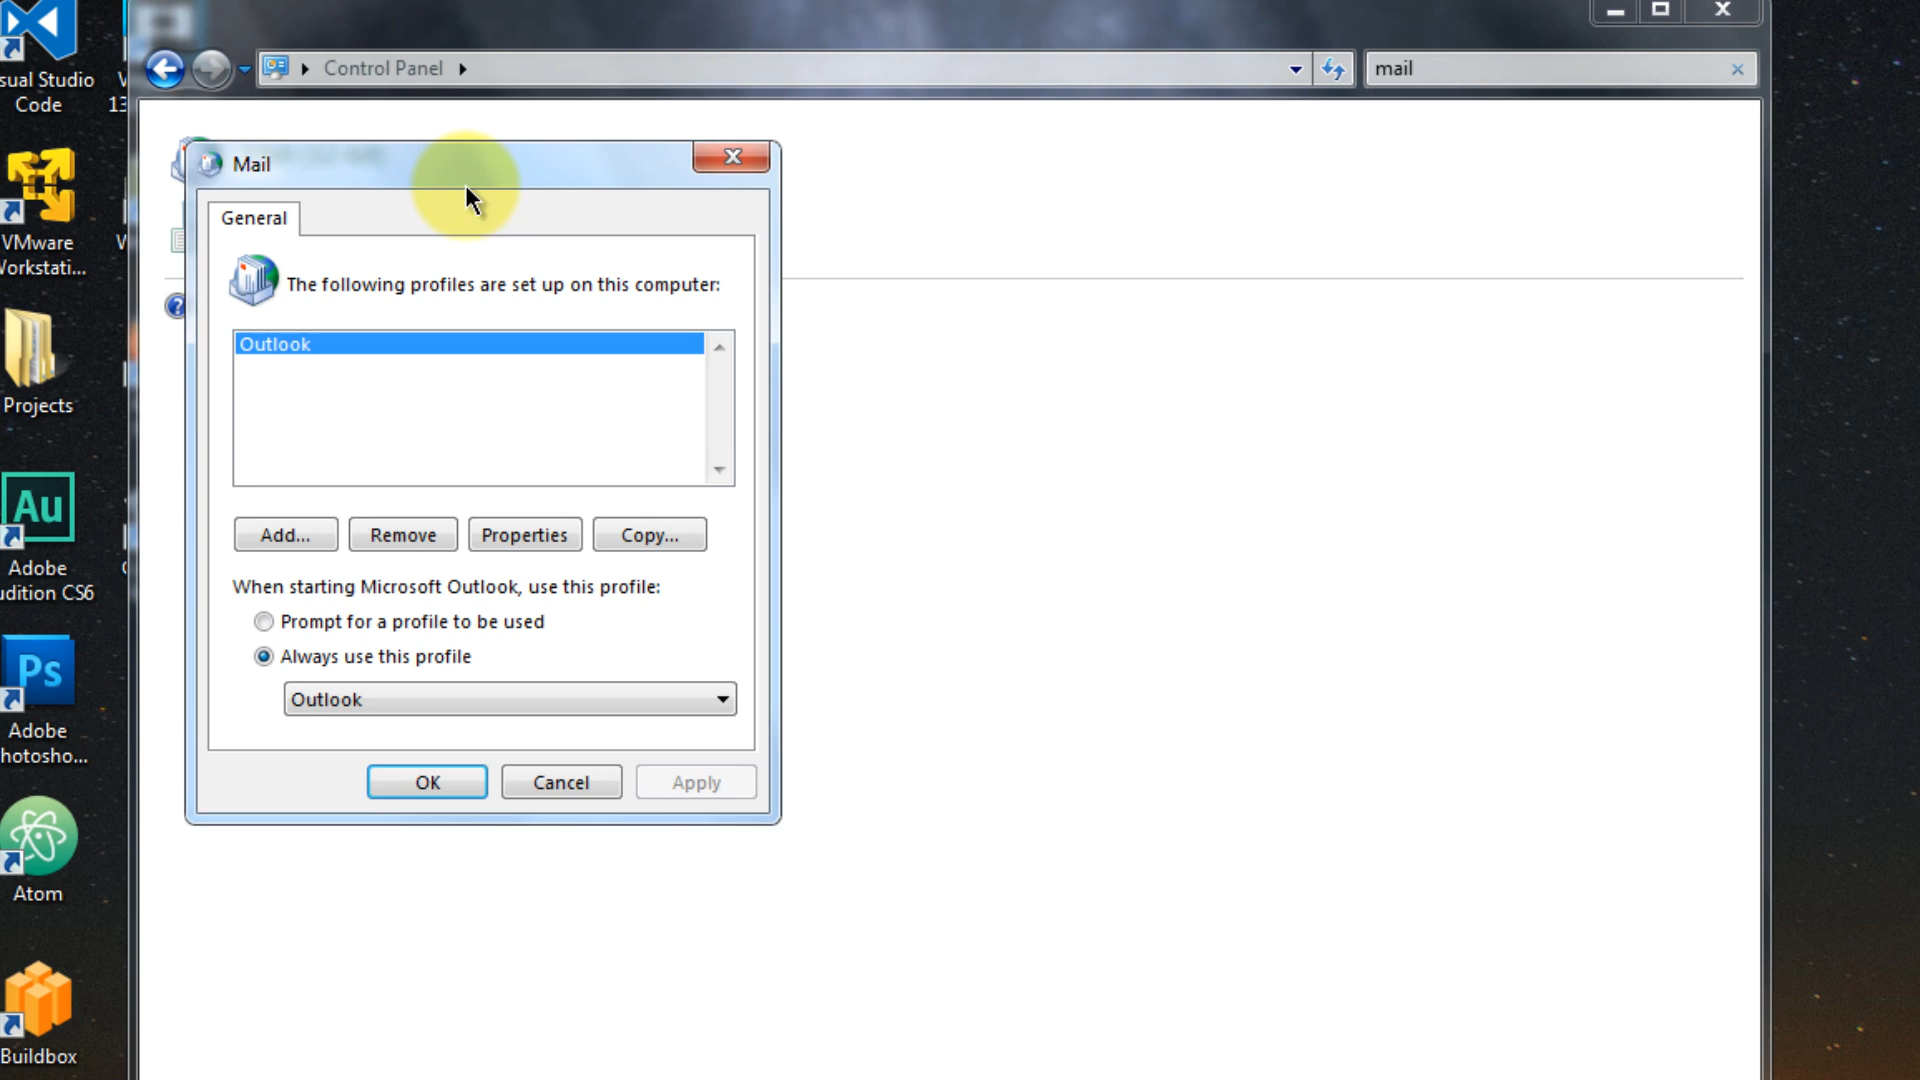 Control Panel
mail
Mail
General
The following profiles are set up on this computer:
Outlook
Add...
Remove
Properties
Copy...
When starting Microsoft Outlook, use this profile:
Prompt for a profile to be used
Always use this profile
Outlook
OK
Cancel
Apply
sual Studio
Code
13
VMware
Workstati...
Projects
Au
Adobe
udition CS6
Ps
Adobe
hotosho...
Atom
Buildbox